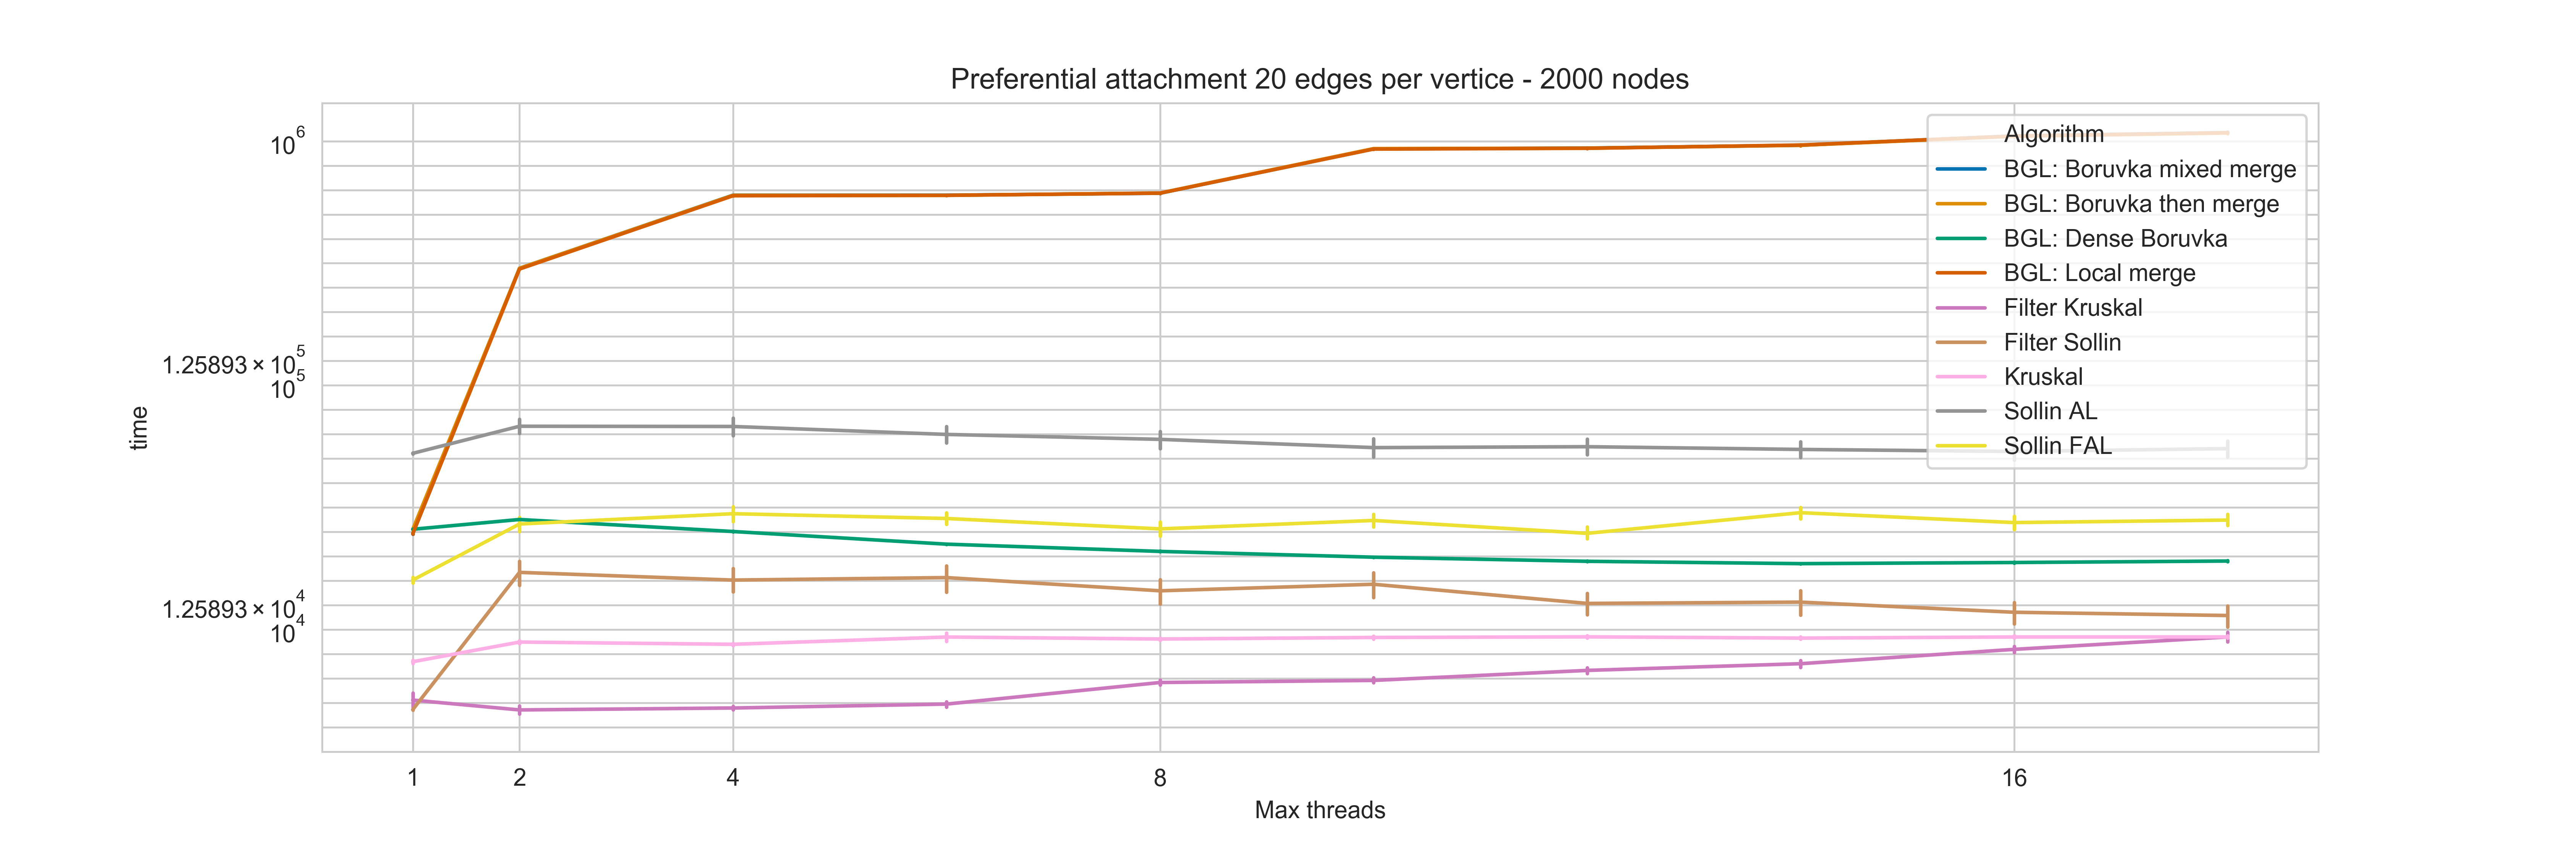 Preferential attachment 20 edges per vertice - 2000 nodes
10^6
1.25893 × 10^5
10^5
1.25893 × 10^4
10^4
time
1 2 4 8 16
Max threads
Algorithm
BGL: Boruvka mixed merge
BGL: Boruvka then merge
BGL: Dense Boruvka
BGL: Local merge
Filter Kruskal
Filter Sollin
Kruskal
Sollin AL
Sollin FAL